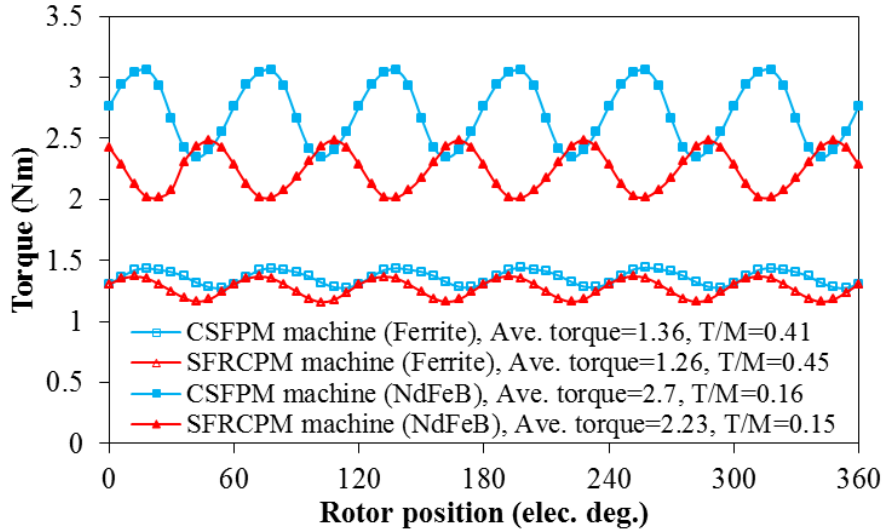 3.5
3
2.5
2
1.5
1
0.5
0
Torque (Nm)
CSFPM machine (Ferrite), Ave. torque=1.36, T/M=0.41
SFRCPM machine (Ferrite), Ave. torque=1.26, T/M=0.45
CSFPM machine (NdFeB), Ave. torque=2.7, T/M=0.16
SFRCPM machine (NdFeB), Ave. torque=2.23, T/M=0.15
0 60 120 180 240 300 360
Rotor position (elec. deg.)